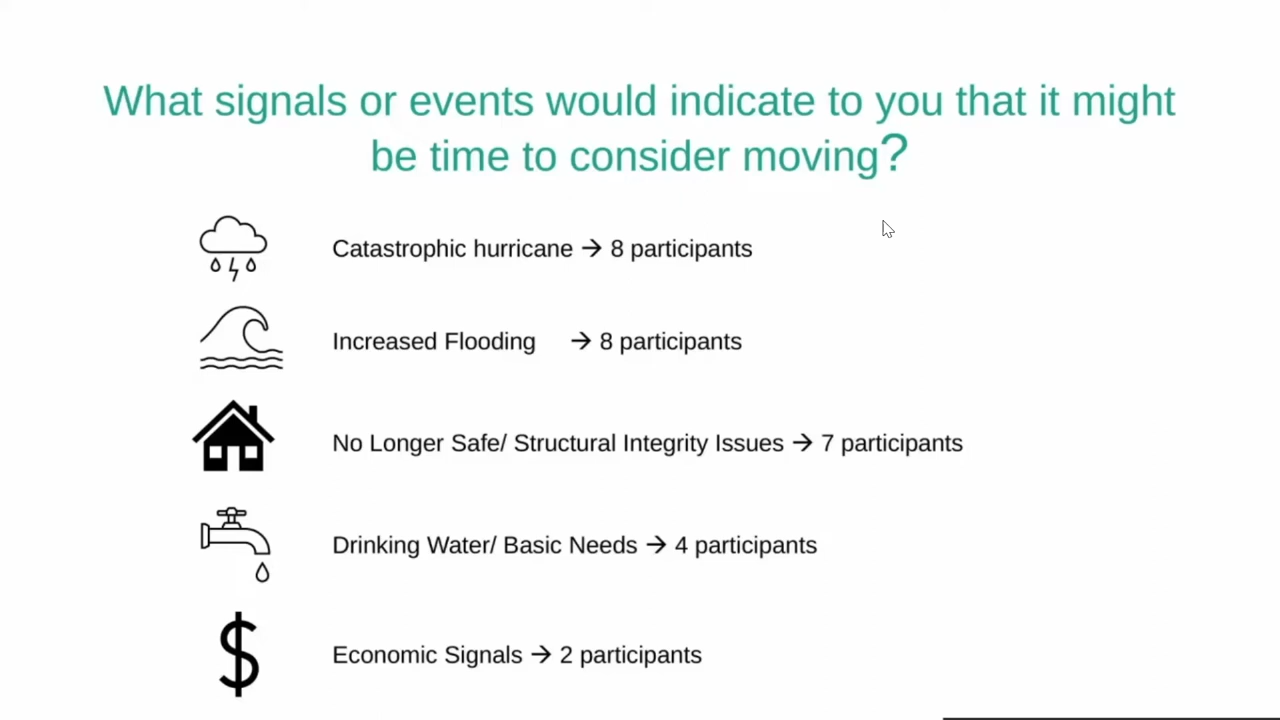 What signals or events would indicate to you that it might
be time to consider moving?
Catastrophic hurricane → 8 participants
Increased Flooding → 8 participants
No Longer Safe/ Structural Integrity Issues → 7 participants
Drinking Water/ Basic Needs → 4 participants
Economic Signals → 2 participants